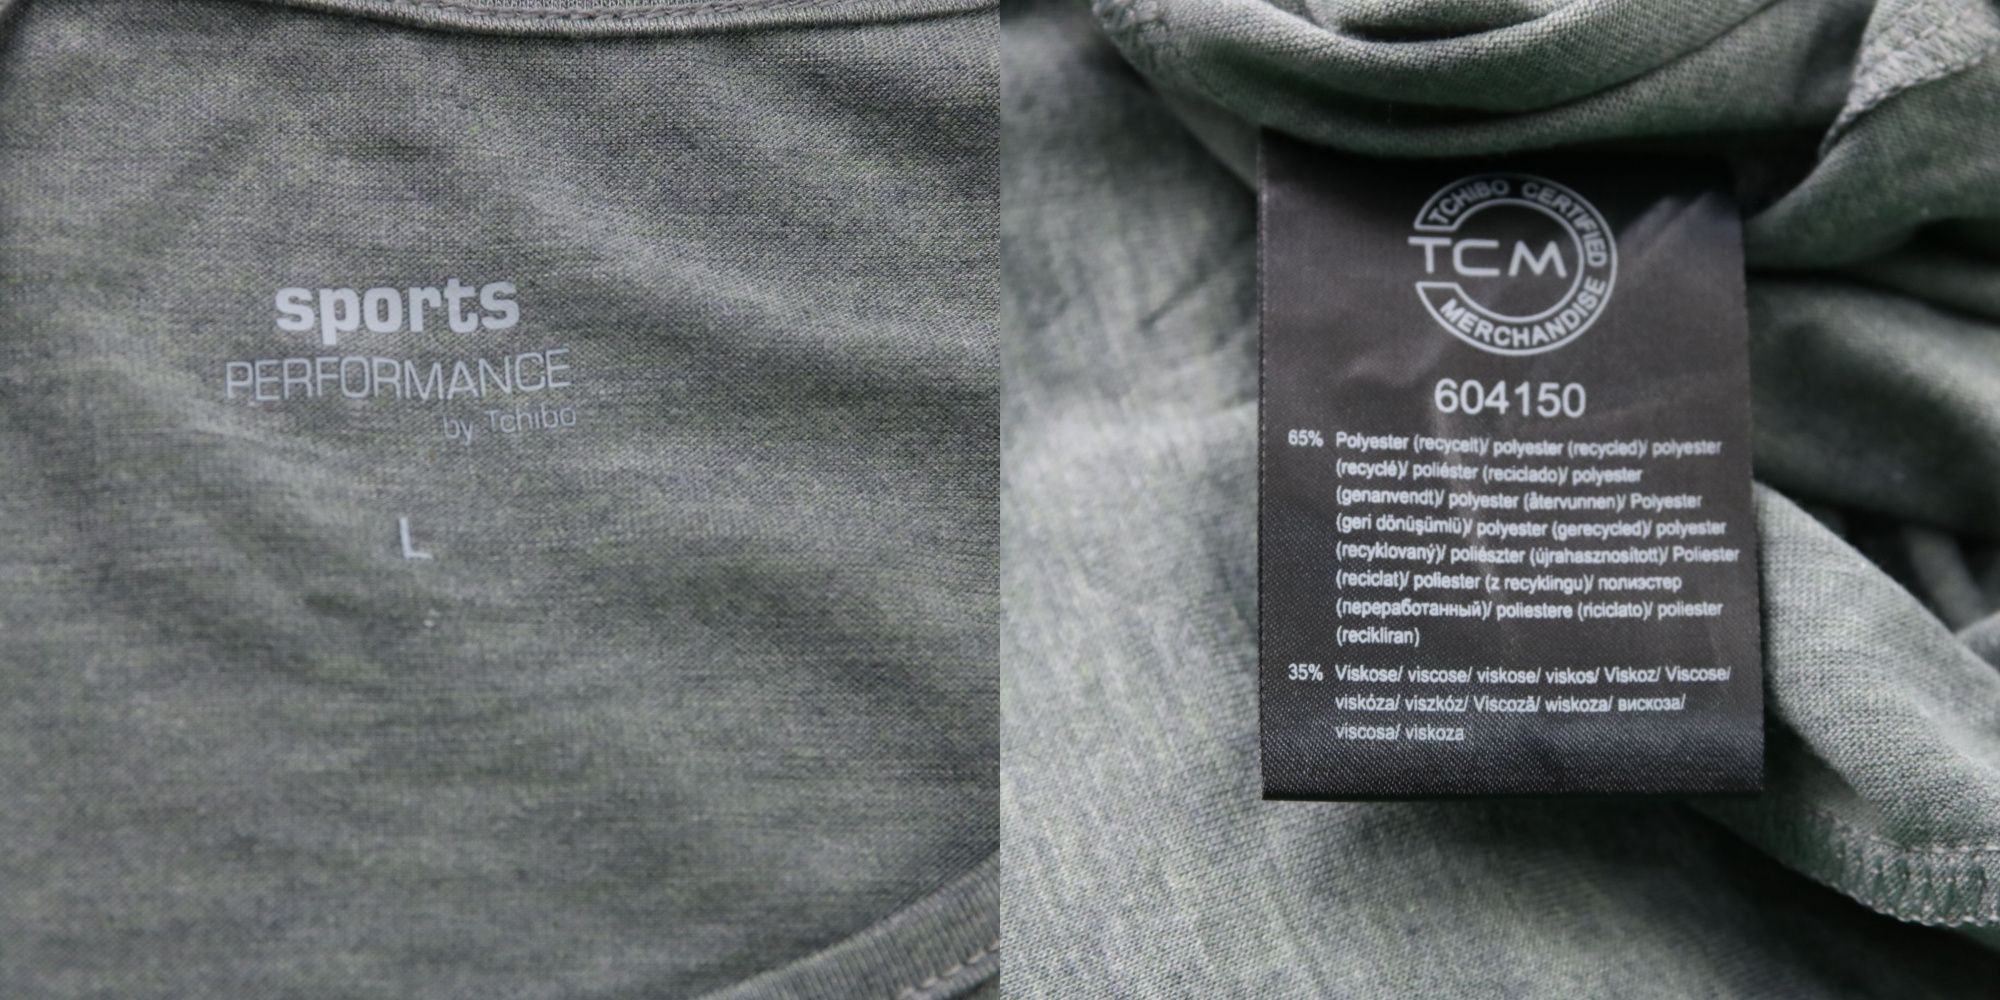 sports
PERFORMANCE
by Tchibo
L
TCHIBO CERTIFIED
TCM
MERCHANDISE
604150
65% Polyester (recycelt)/ polyester (recycled)/ polyester
(recyclé)/ poliéster (reciclado)/ polyester
(genanvendt)/ polyester (återvunnen)/ Polyester
(geri dönüşümlü)/ polyester (gerecycled)/ polyester
(recyklovaný)/ poliészter (újrahasznosított)/ Poliester
(reciclat)/ poliester (z recyklingu)/ полиэстер
(переработанный)/ poliestere (riciclato)/ poliester
(recikliran)
35% Viskose/ viscose/ viskose/ viskos/ Viskoz/ Viscose/
viskóza/ viszkóz/ Viscoză/ wiskoza/ вискоза/
viscosa/ viskoza